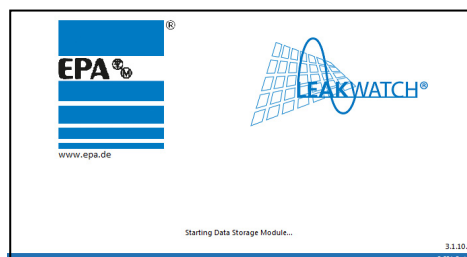 ®
EPA®
www.epa.de
LEAKWATCH®
Starting Data Storage Module...
3.1.10.